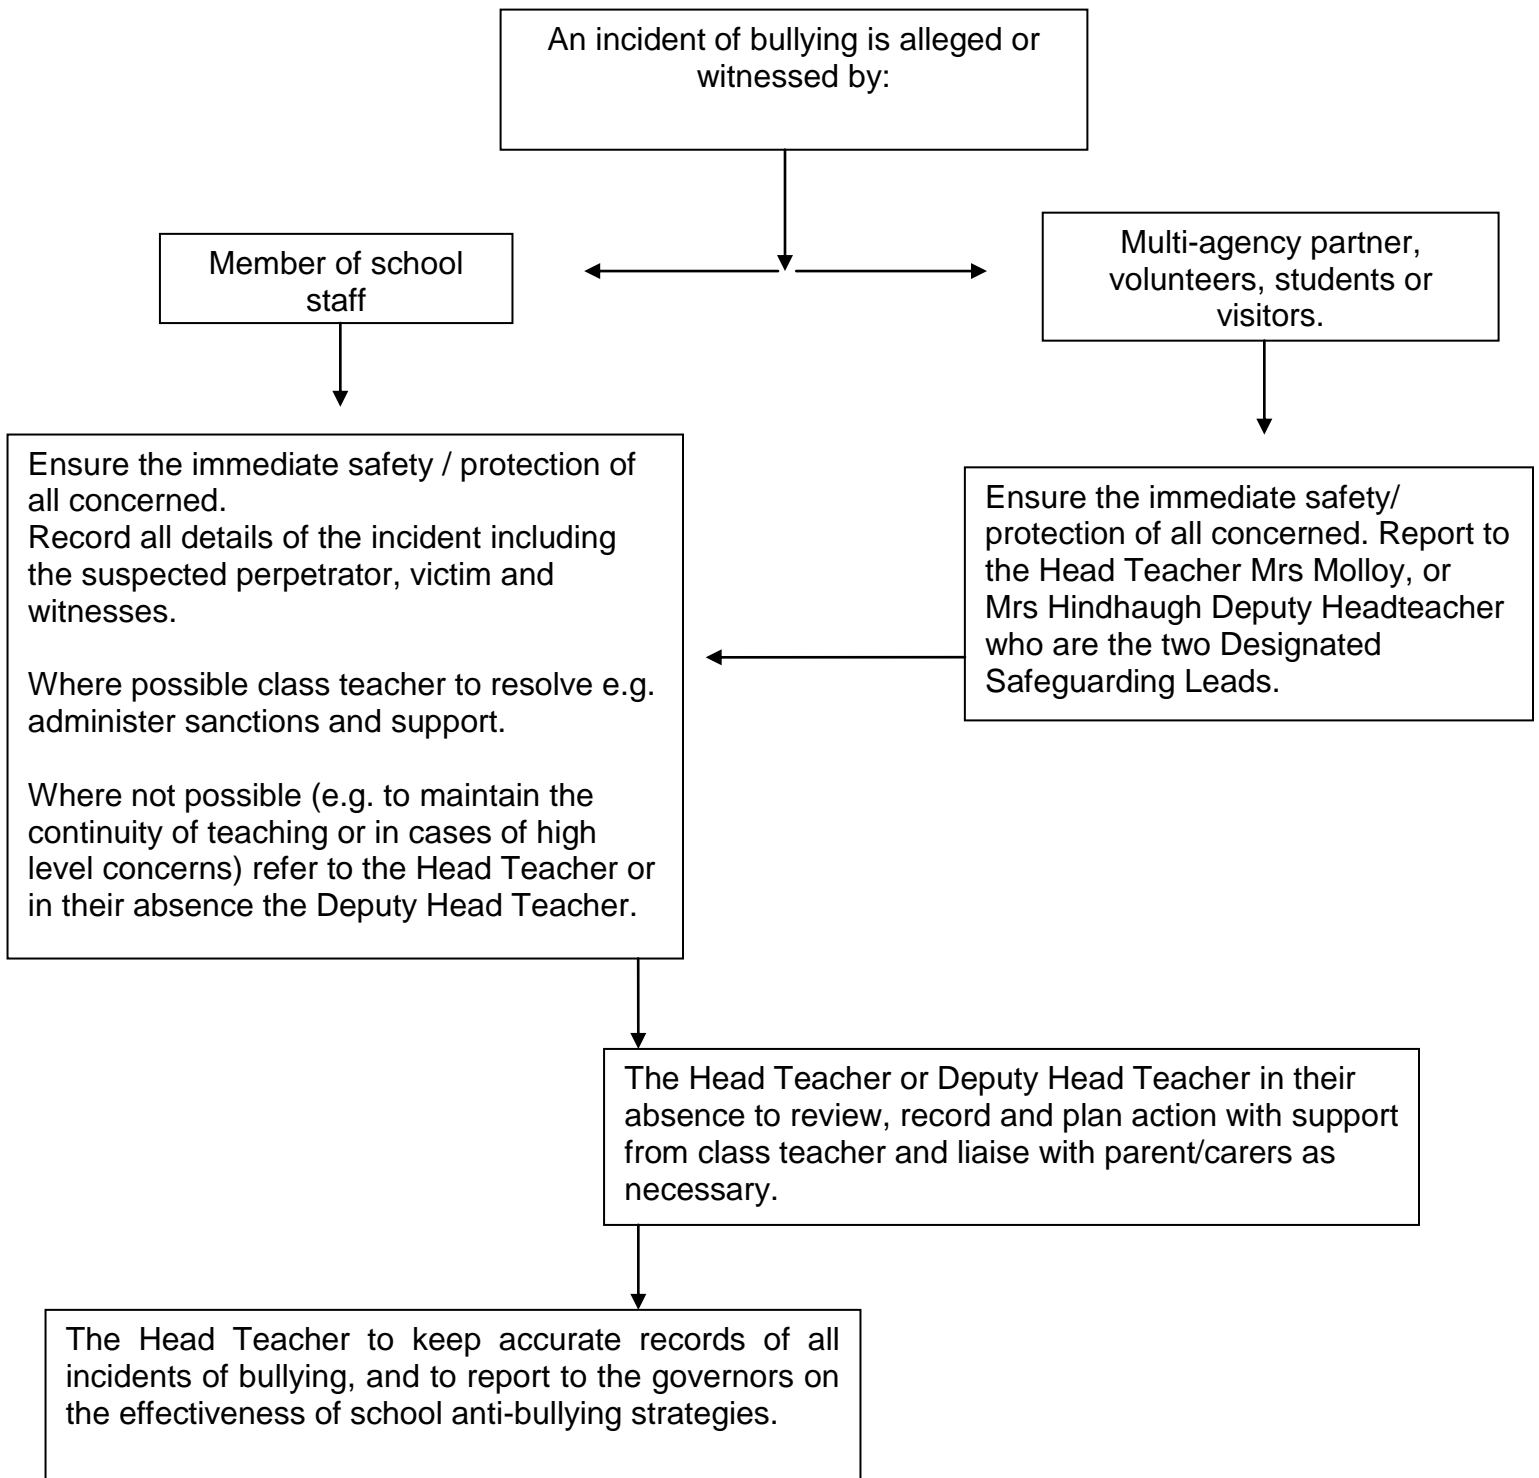 An incident of bullying is alleged or
witnessed by:
Member of school
staff
Multi-agency partner,
volunteers, students or
visitors.
Ensure the immediate safety / protection of
all concerned.
Record all details of the incident including
the suspected perpetrator, victim and
witnesses.
Where possible class teacher to resolve e.g.
administer sanctions and support.
Where not possible (e.g. to maintain the
continuity of teaching or in cases of high
level concerns) refer to the Head Teacher or
in their absence the Deputy Head Teacher.
Ensure the immediate safety/
protection of all concerned. Report to
the Head Teacher Mrs Molloy, or
Mrs Hindhaugh Deputy Headteacher
who are the two Designated
Safeguarding Leads.
The Head Teacher or Deputy Head Teacher in their
absence to review, record and plan action with support
from class teacher and liaise with parent/carers as
necessary.
The Head Teacher to keep accurate records of all
incidents of bullying, and to report to the governors on
the effectiveness of school anti-bullying strategies.